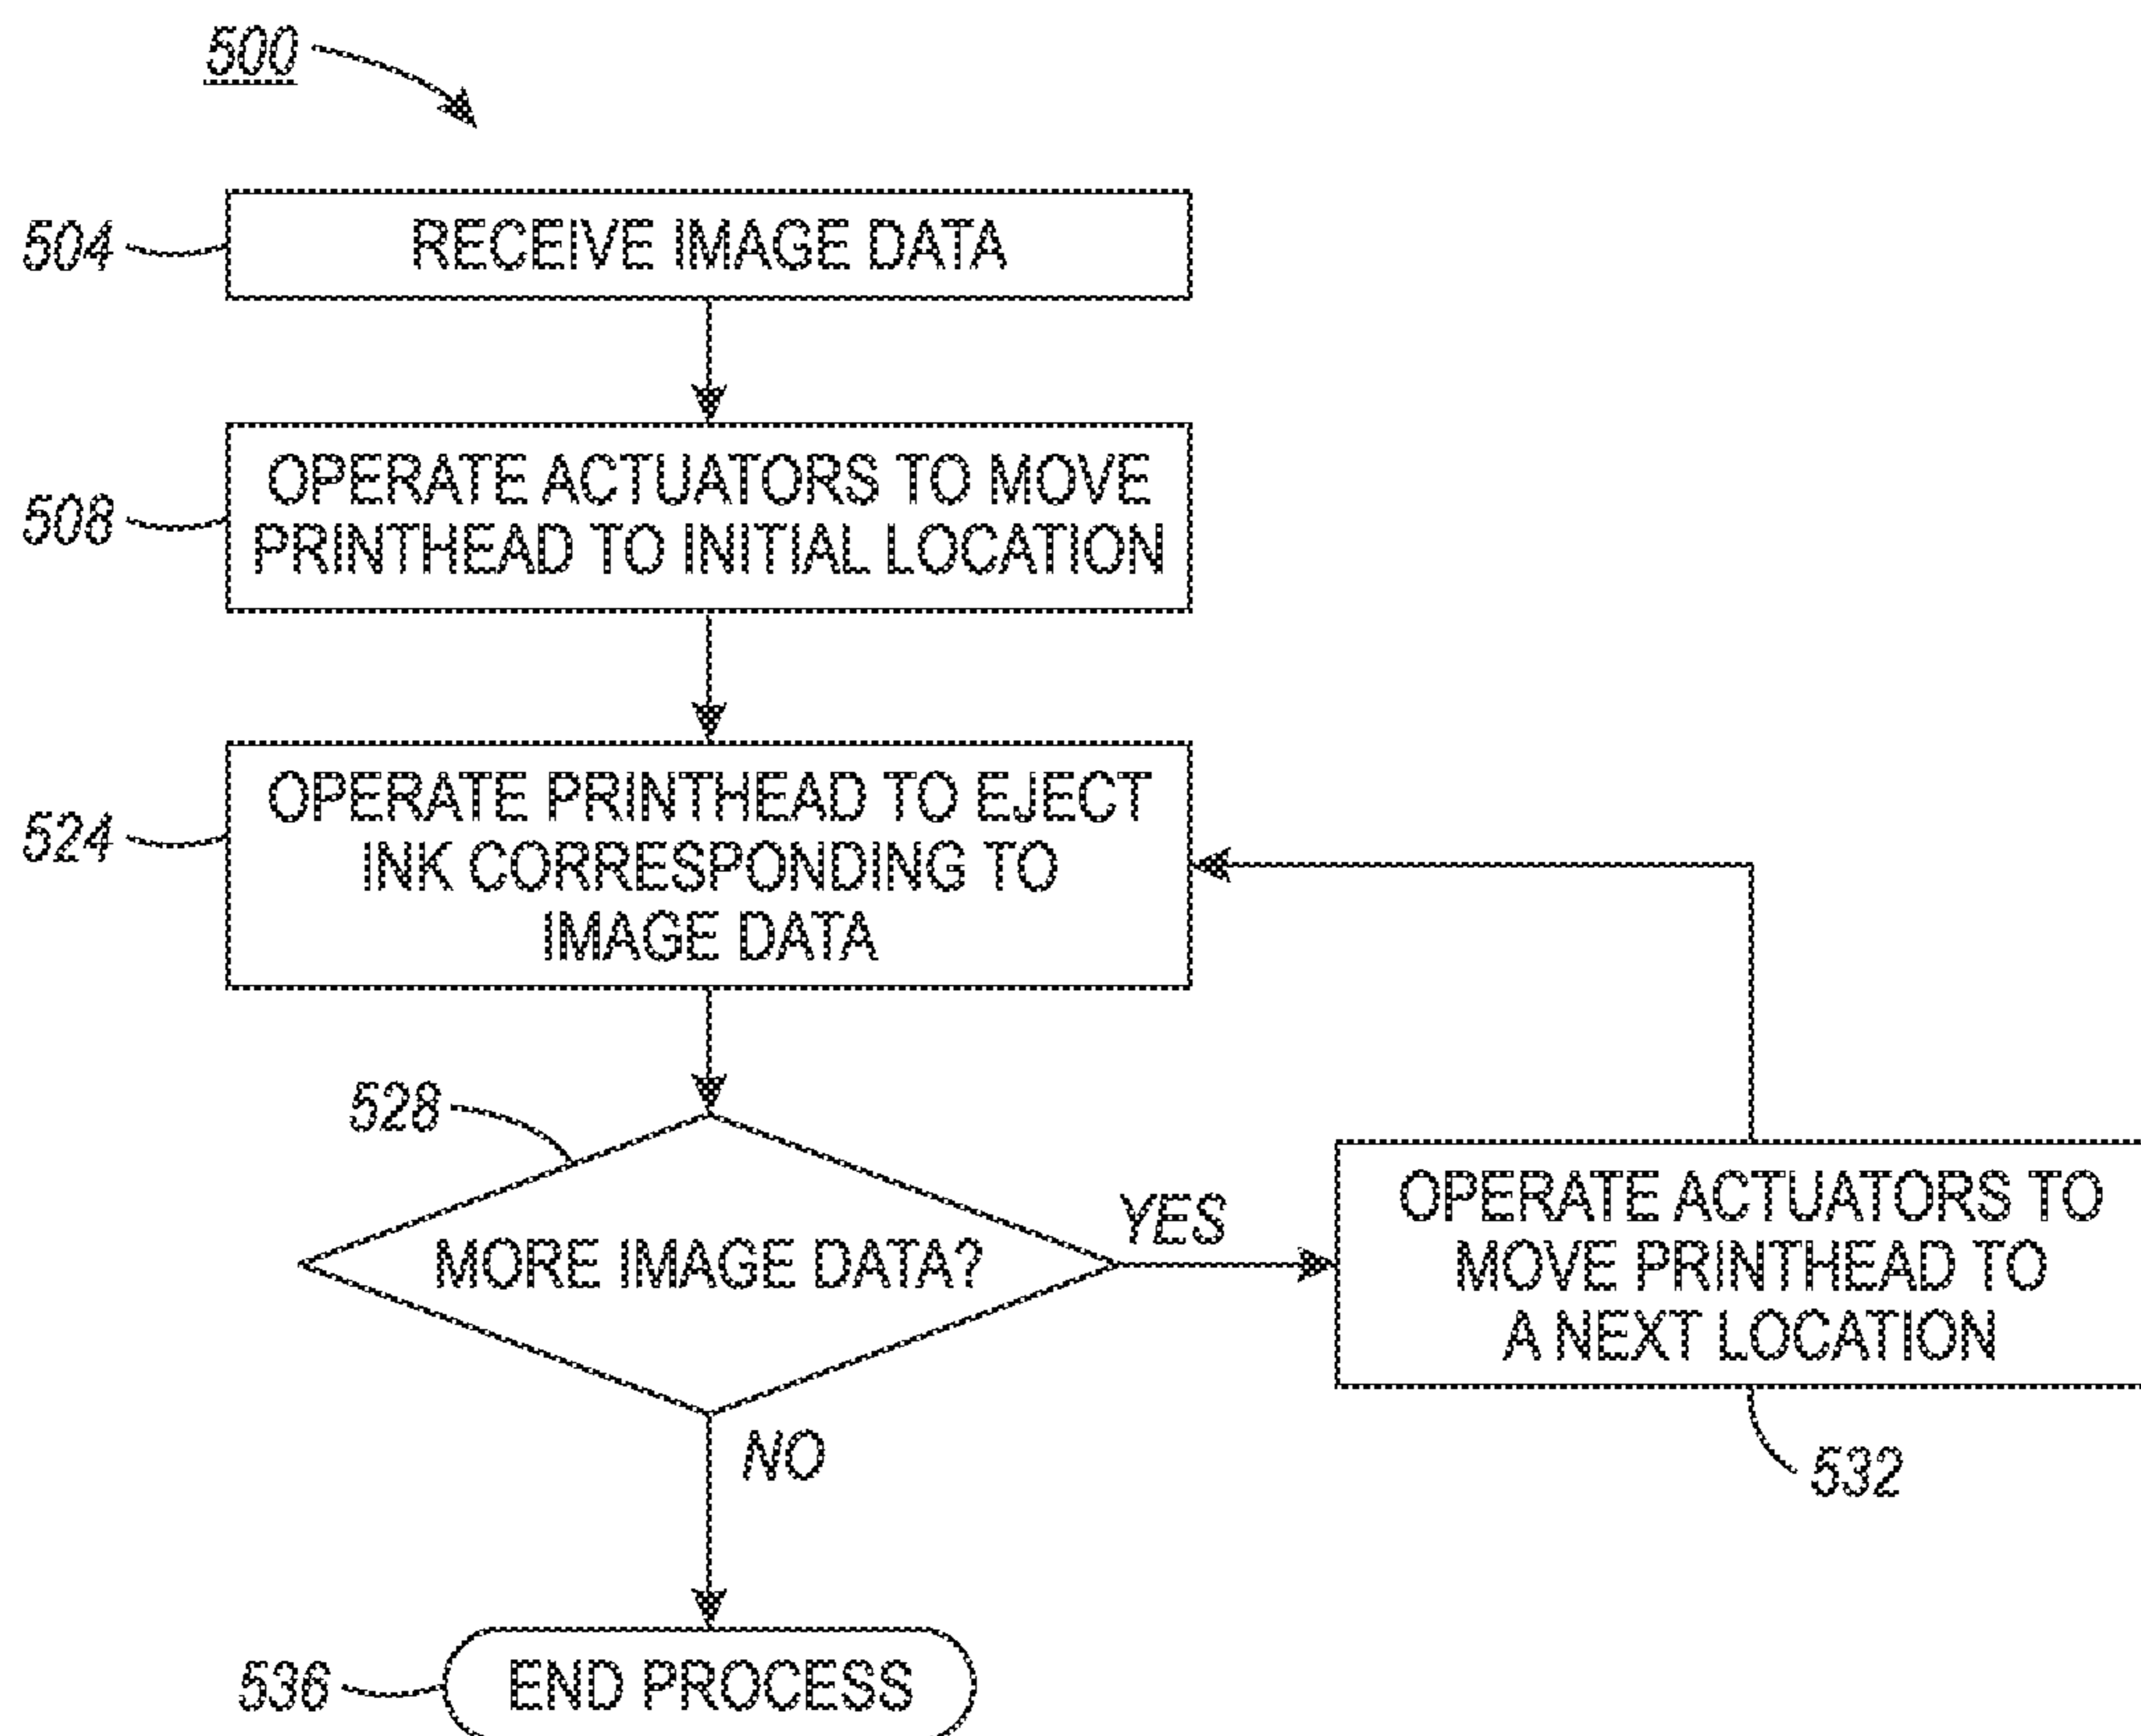 500
504
RECEIVE IMAGE DATA
508
OPERATE ACTUATORS TO MOVE
PRINTHEAD TO INITIAL LOCATION
524
OPERATE PRINTHEAD TO EJECT
INK CORRESPONDING TO
IMAGE DATA
528
MORE IMAGE DATA?
YES
OPERATE ACTUATORS TO
MOVE PRINTHEAD TO
A NEXT LOCATION
532
NO
536
END PROCESS